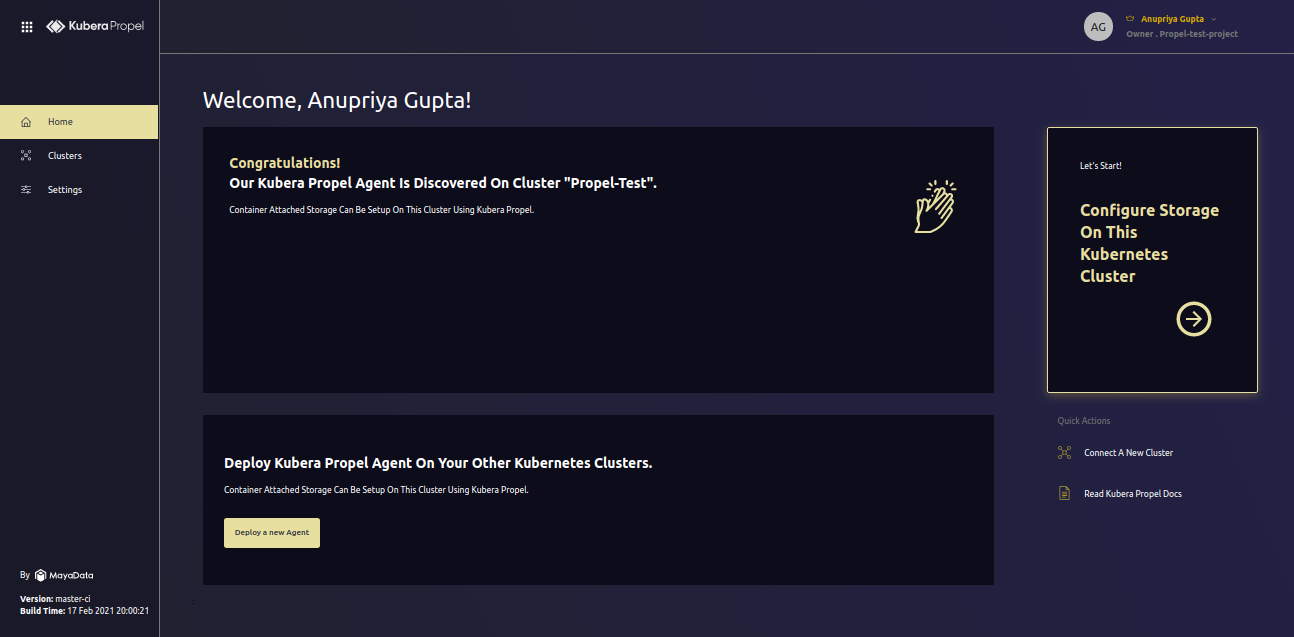 Kubera Propel
AG
Anupriya Gupta
Owner . Propel-test-project
Home
Clusters
Settings
Welcome, Anupriya Gupta!
Congratulations!
Our Kubera Propel Agent Is Discovered On Cluster "Propel-Test".
Container Attached Storage Can Be Setup On This Cluster Using Kubera Propel.
Let's Start!
Configure Storage
On This
Kubernetes
Cluster
Deploy Kubera Propel Agent On Your Other Kubernetes Clusters.
Container Attached Storage Can Be Setup On This Cluster Using Kubera Propel.
Deploy a new Agent
Quick Actions
Connect A New Cluster
Read Kubera Propel Docs
By MayaData
Version: master-ci
Build Time: 17 Feb 2021 20:00:21